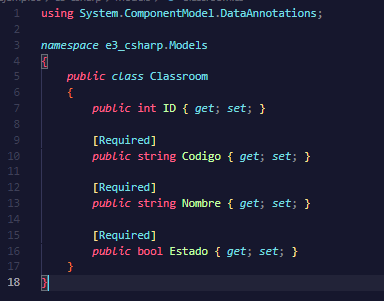 1 using System.ComponentModel.DataAnnotations;
2
3 namespace e3_csharp.Models
4 {
5 public class Classroom
6 {
7 public int ID { get; set; }
8
9 [Required]
10 public string Codigo { get; set; }
11
12 [Required]
13 public string Nombre { get; set; }
14
15 [Required]
16 public bool Estado { get; set; }
17 }
18 }